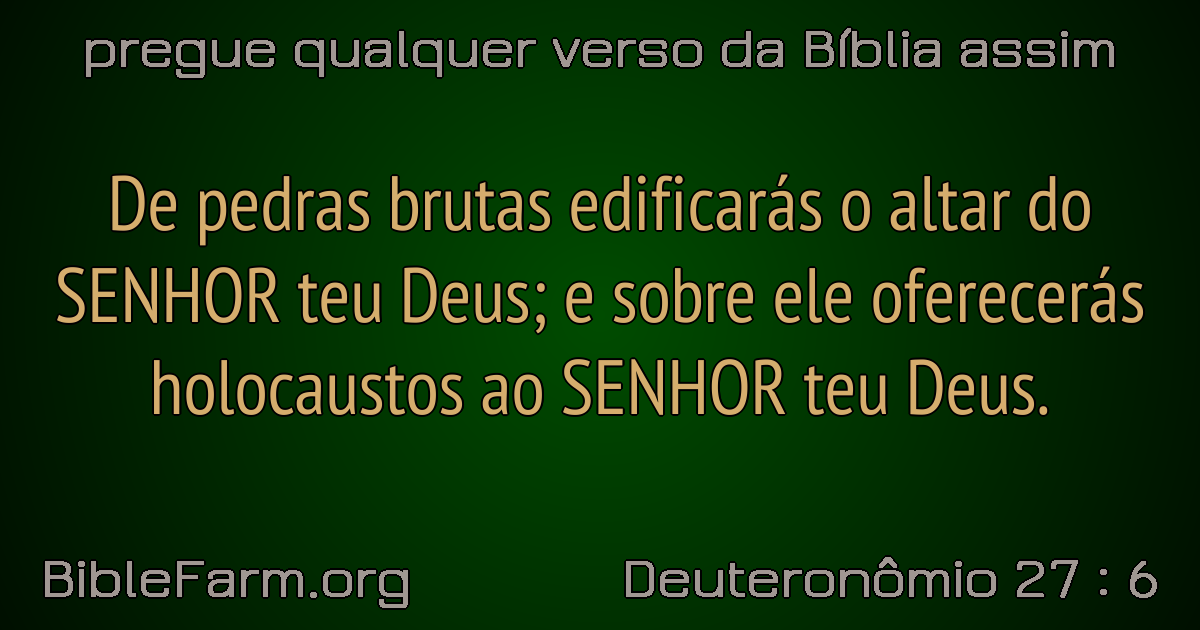 pregue qualquer verso da Bíblia assim
De pedras brutas edificarás o altar do
SENHOR teu Deus; e sobre ele oferecerás
holocaustos ao SENHOR teu Deus.
BibleFarm.org
Deuteronômio 27 : 6